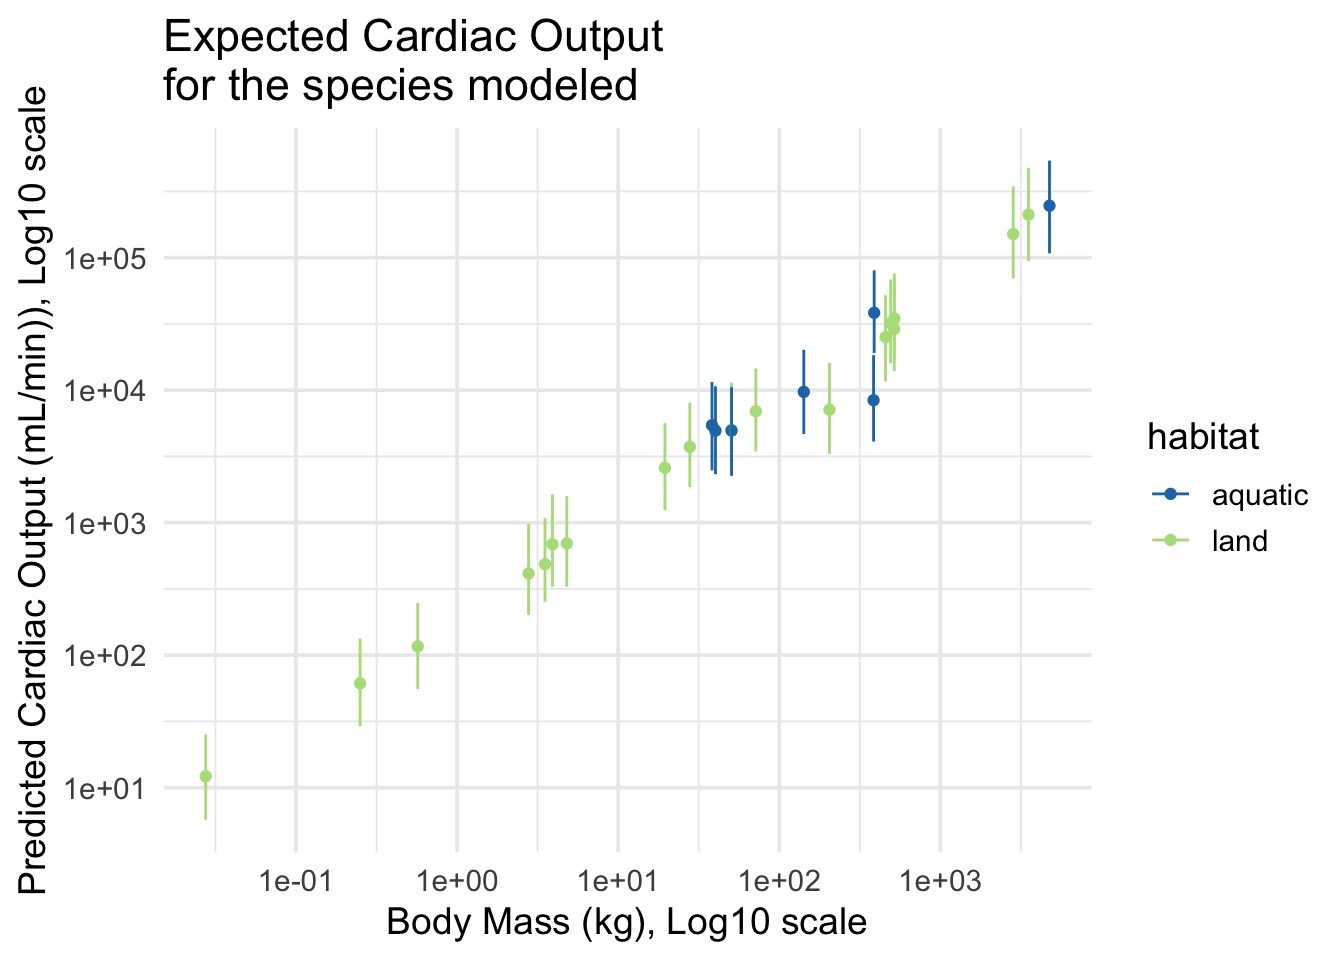 Expected Cardiac Output
for the species modeled
Predicted Cardiac Output (mL/min)), Log10 scale
1e+05
1e+04
1e+03
1e+02
1e+01
1e-01
1e+00
1e+01
1e+02
1e+03
Body Mass (kg), Log10 scale
habitat
aquatic
land